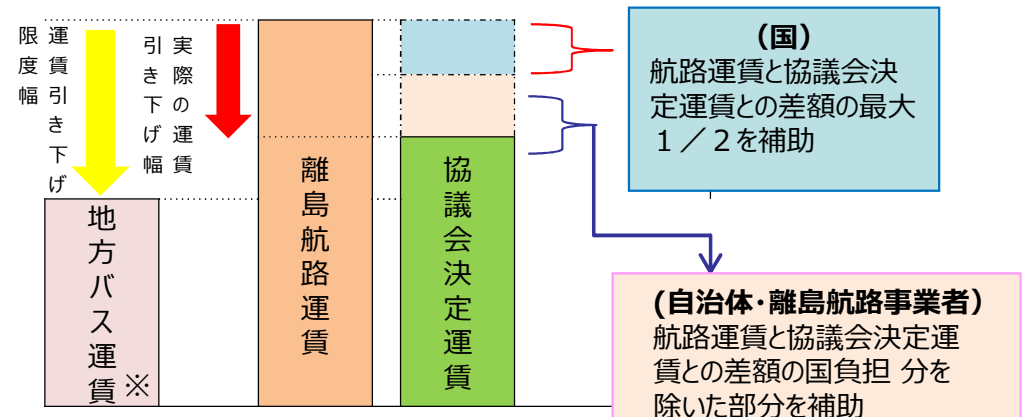 運賃引き下げ
限度幅
実際の運賃
引き下げ幅
地方バス運賃※
離島航路運賃
協議会決定運賃
(国)
航路運賃と協議会決
定運賃との差額の最大
１／２を補助
(自治体・離島航路事業者)
航路運賃と協議会決定運
賃との差額の国負担 分を
除いた部分を補助